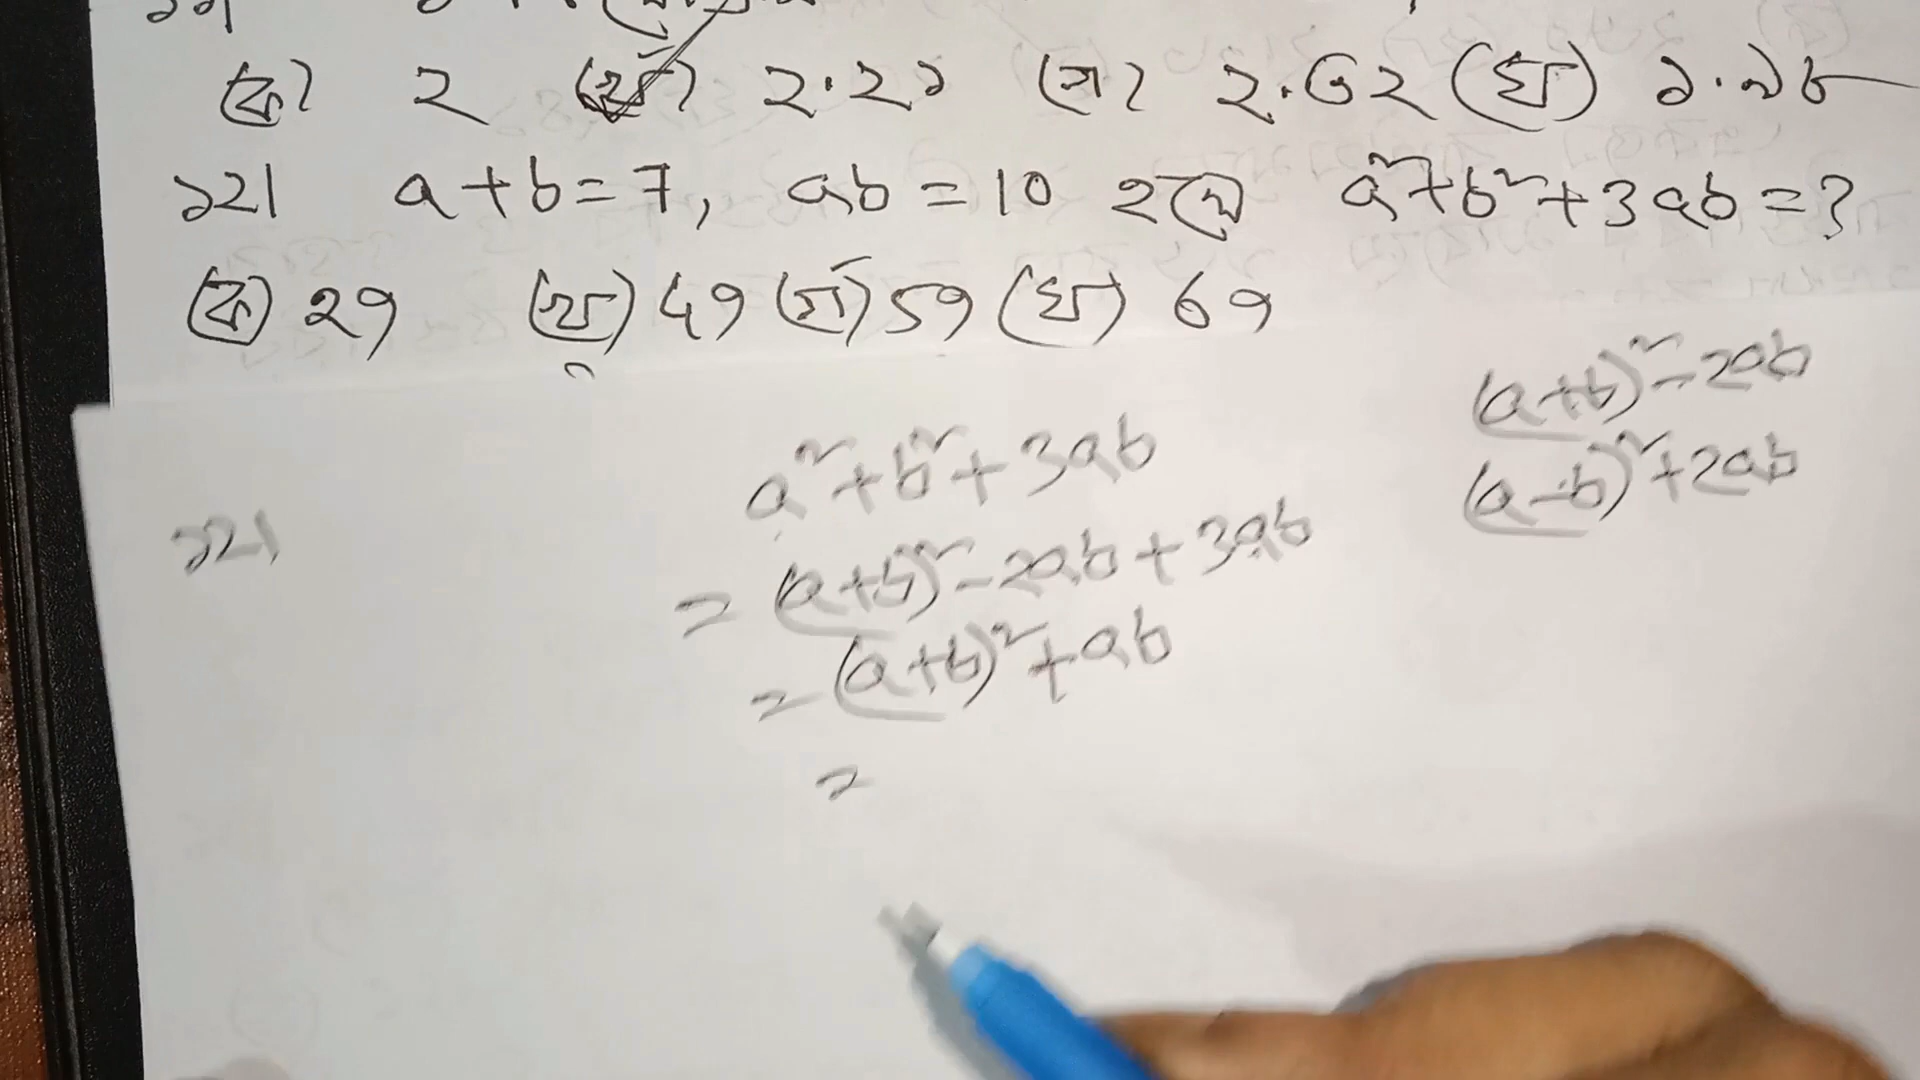 (ক) ২ (খ) ২.২১ (গ) ২.৩২ (ঘ) ১.৯৮
১২। a + b = 7, ab = 10 হলে a² + b² + 3ab = ?
(ক) 29 (খ) 49 (গ) 59 (ঘ) 69
(a+b)² - 2ab
(a-b)² + 2ab
১২। a² + b² + 3ab
= (a+b)² - 2ab + 3ab
= (a+b)² + ab
=